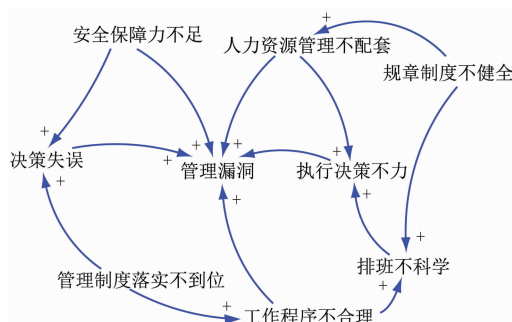 安全保障力不足
人力资源管理不配套
规章制度不健全
决策失误
管理漏洞
执行决策不力
排班不科学
管理制度落实不到位
工作程序不合理
+
+
+
+
+
+
+
+
+
+
+
+